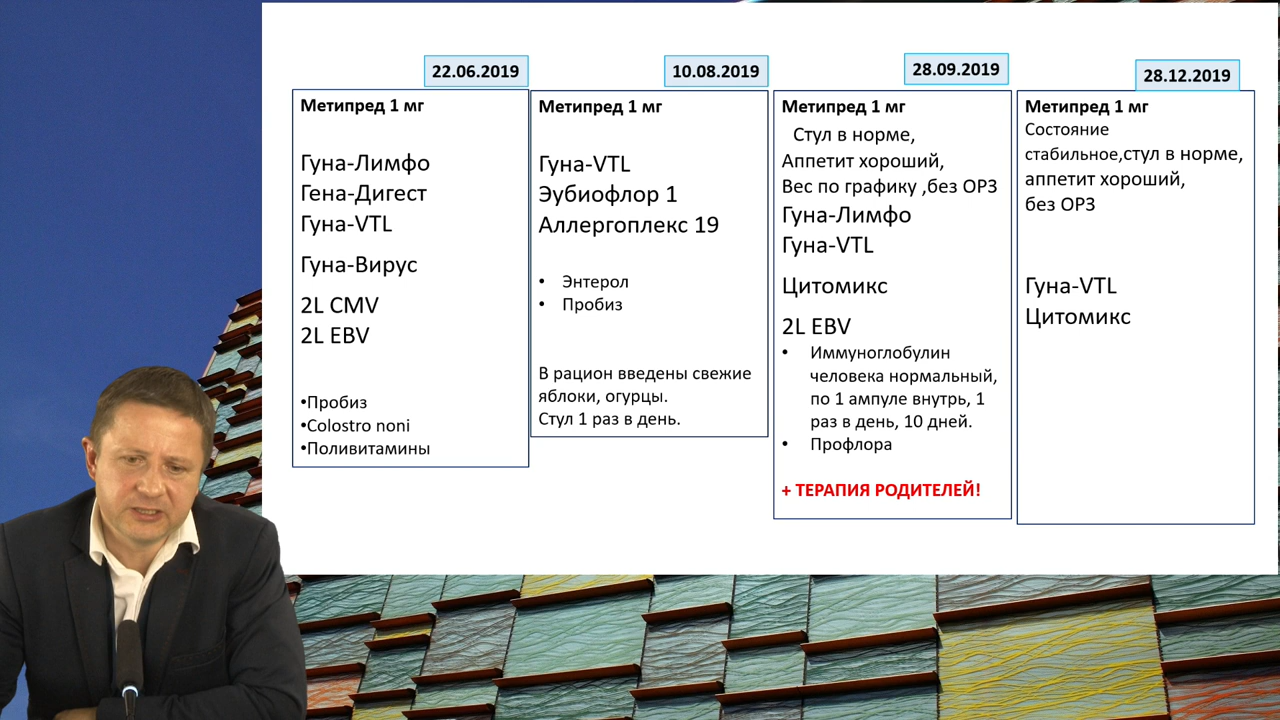 22.06.2019
Метипред 1 мг
Гуна-Лимфо
Гена-Дигест
Гуна-VTL
Гуна-Вирус
2L CMV
2L EBV
•Пробиз
•Colostro noni
•Поливитамины
10.08.2019
Метипред 1 мг
Гуна-VTL
Эубиофлор 1
Аллергоплекс 19
• Энтерол
• Пробиз
В рацион введены свежие
яблоки, огурцы.
Стул 1 раз в день.
28.09.2019
Метипред 1 мг
Стул в норме,
Аппетит хороший,
Вес по графику ,без ОРЗ
Гуна-Лимфо
Гуна-VTL
Цитомикс
2L EBV
• Иммуноглобулин
человека нормальный,
по 1 ампуле внутрь, 1
раз в день, 10 дней.
• Профлора
+ ТЕРАПИЯ РОДИТЕЛЕЙ!
28.12.2019
Метипред 1 мг
Состояние
стабильное,стул в норме,
аппетит хороший,
без ОРЗ
Гуна-VTL
Цитомикс